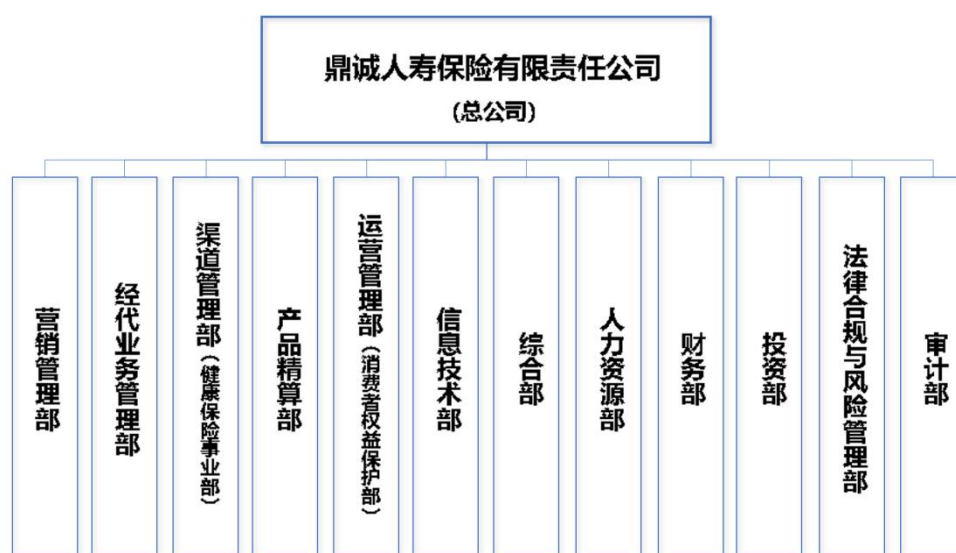 鼎诚人寿保险有限责任公司
(总公司)
营销管理部
经代业务管理部
渠道管理部(健康保险事业部)
产品精算部
运营管理部(消费者权益保护部)
信息技术部
综合部
人力资源部
财务部
投资部
法律合规与风险管理部
审计部